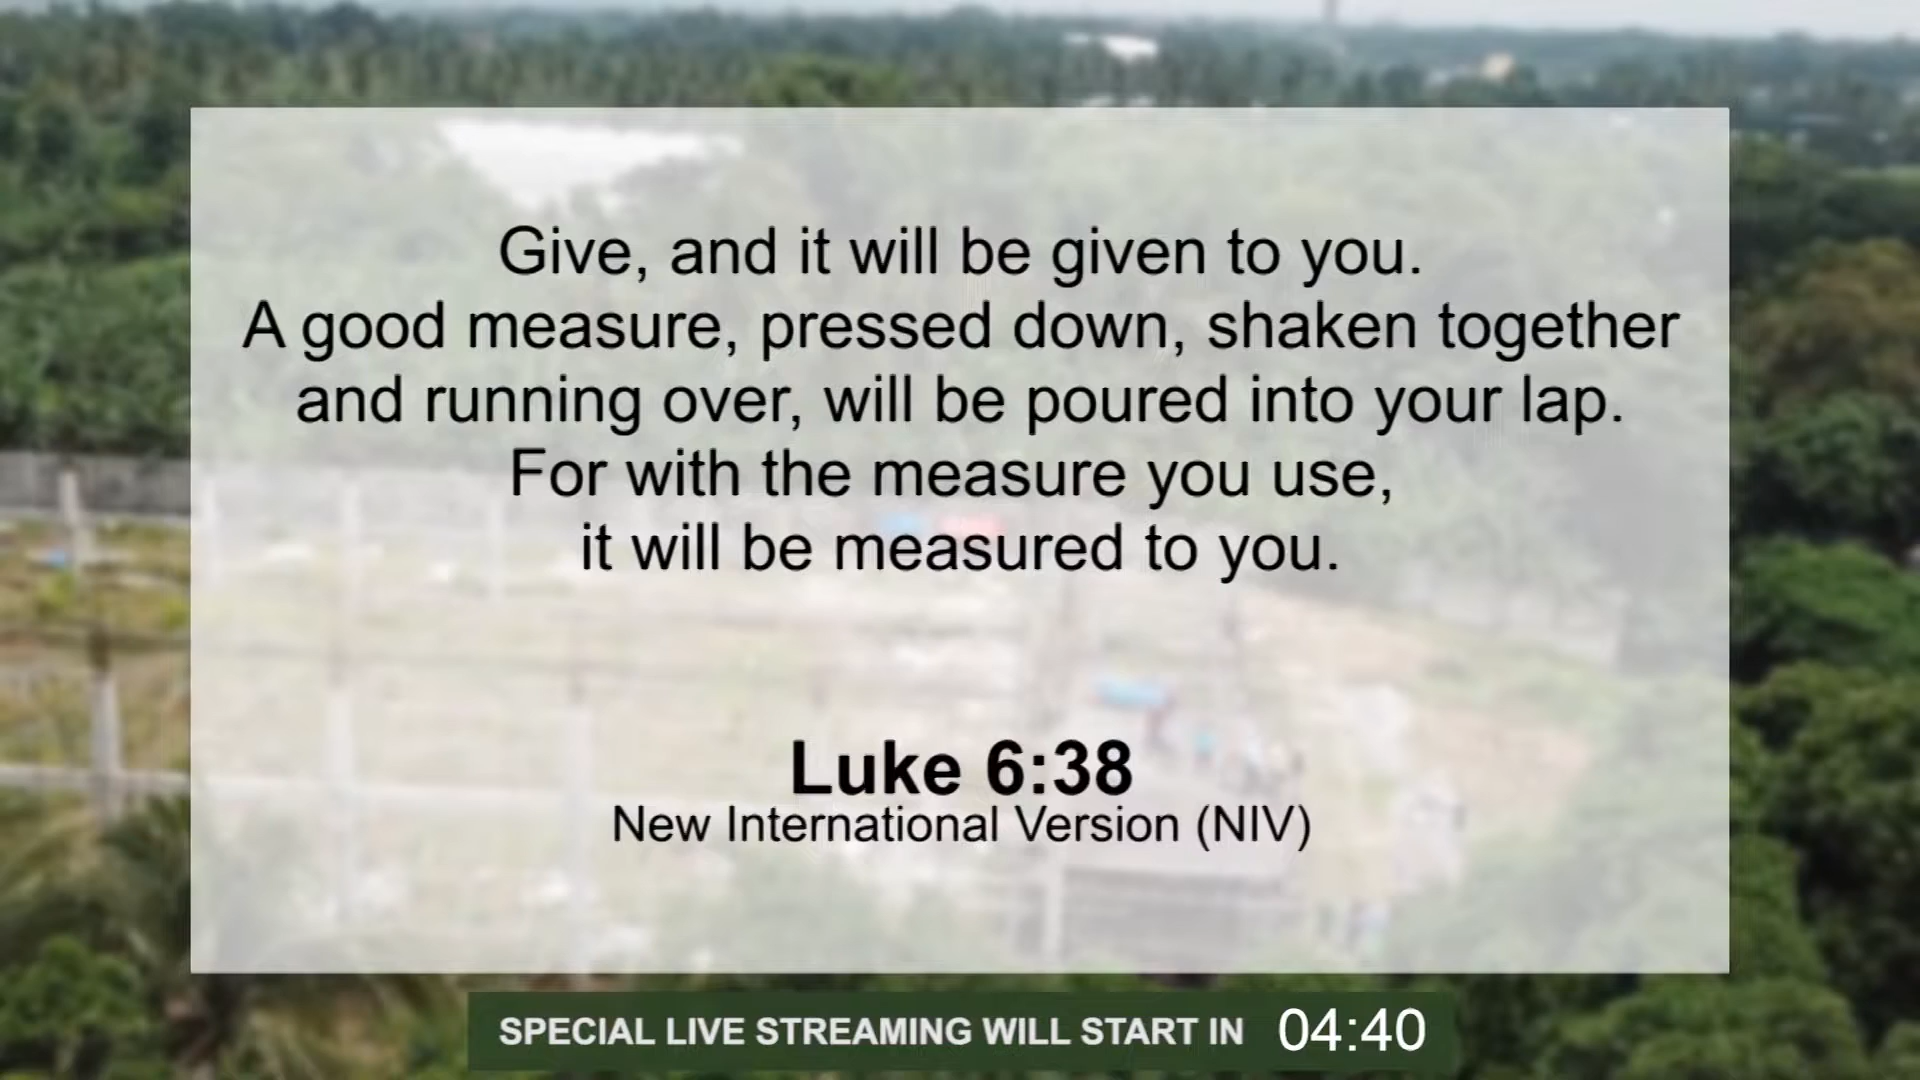 Give, and it will be given to you.
A good measure, pressed down, shaken together
and running over, will be poured into your lap.
For with the measure you use,
it will be measured to you.
Luke 6:38
New International Version (NIV)
SPECIAL LIVE STREAMING WILL START IN 04:40